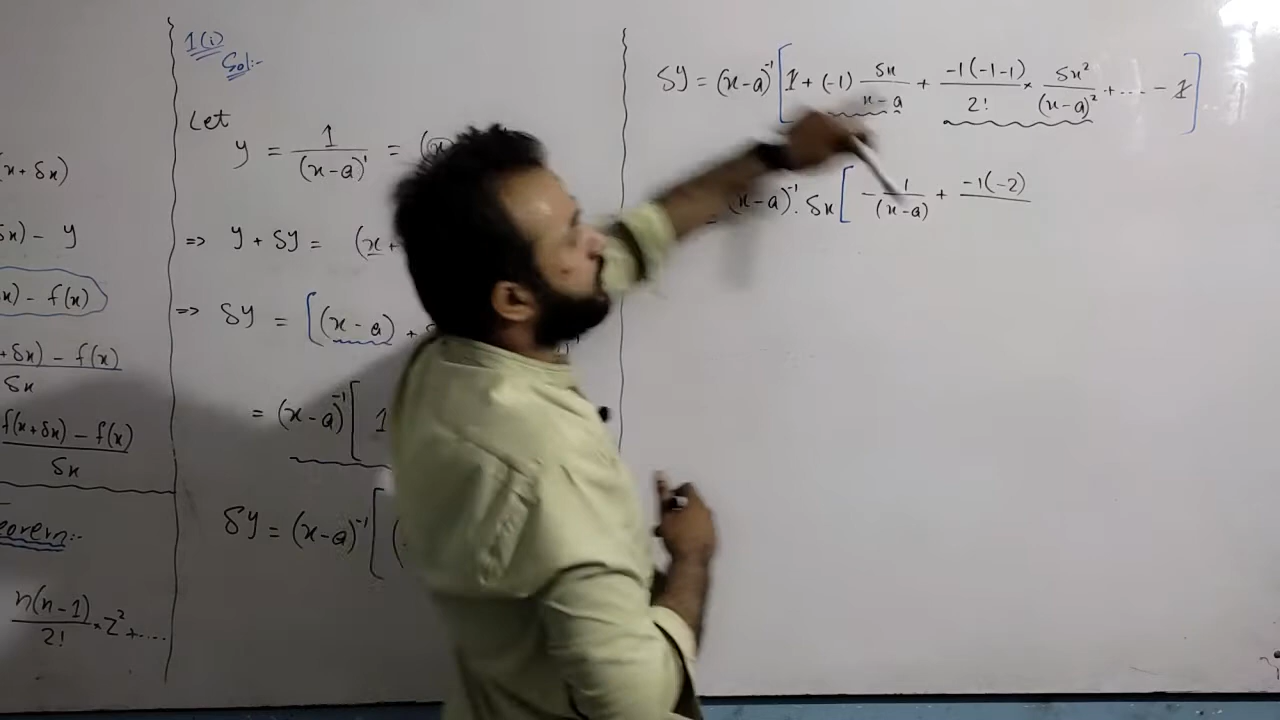 x + δx)
δx) - y
x) - f(x)
+ δx) - f(x)
δx
f(x+δx) - f(x)
δx
eorem:-
n(n-1)
2! × Z² + ....
1(i)
Sol:-
Let
y = 1/(x-a)¹ = (x
=> y + δy = (x +
=> δy = [(x - a) +
= (x-a)⁻¹[ 1
δy = (x-a)⁻¹[ (
δy = (x-a)⁻¹ [1 + (-1) δx/(x-a) + -1(-1-1)/2! × δx²/(x-a)² + .... - 1]
(x-a)⁻¹. δx [ - 1/(x-a) + -1(-2)